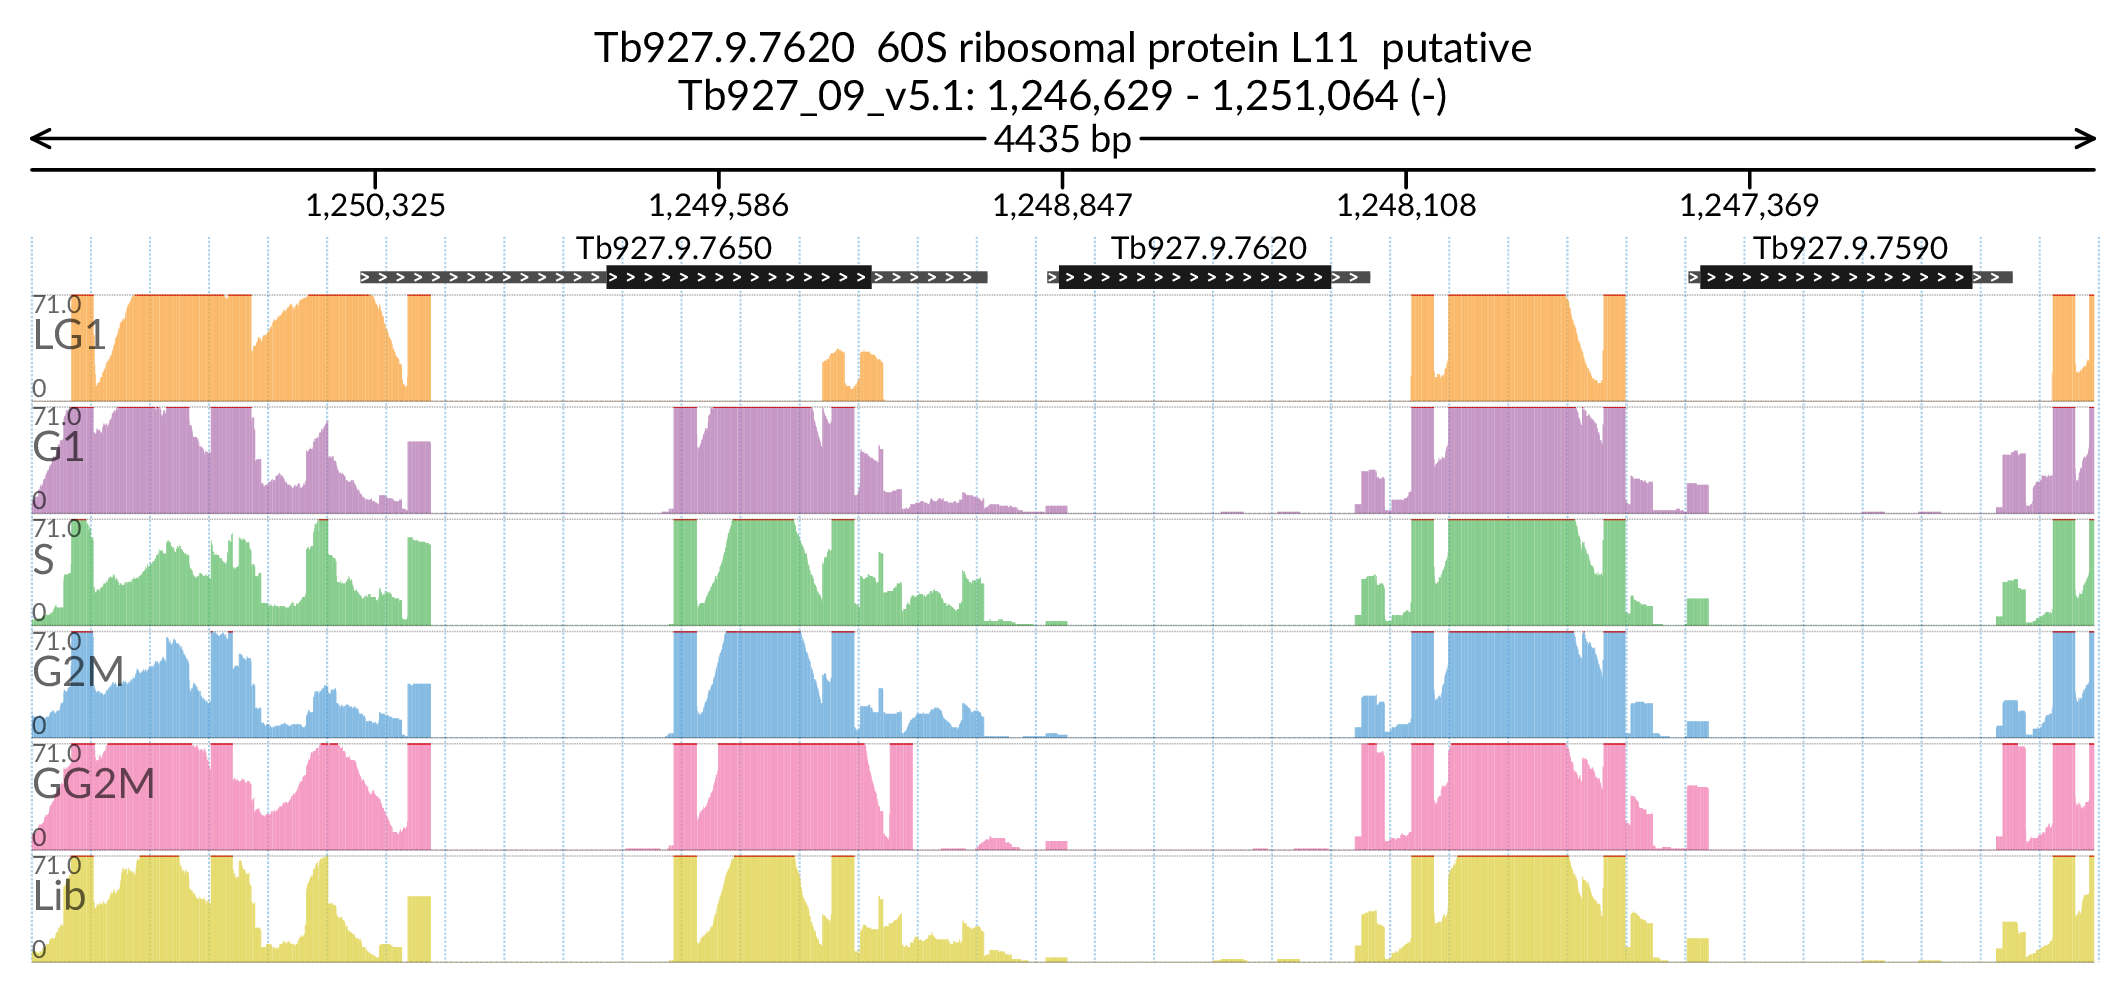 Tb927.9.7620 60S ribosomal protein L11 putative
Tb927_09_v5.1: 1,246,629 - 1,251,064 (-)
4435 bp
1,250,325 1,249,586 1,248,847 1,248,108 1,247,369
Tb927.9.7650 Tb927.9.7620 Tb927.9.7590
71.0
LG1
0
71.0
G1
0
71.0
S
0
71.0
G2M
0
71.0
GG2M
0
71.0
Lib
0